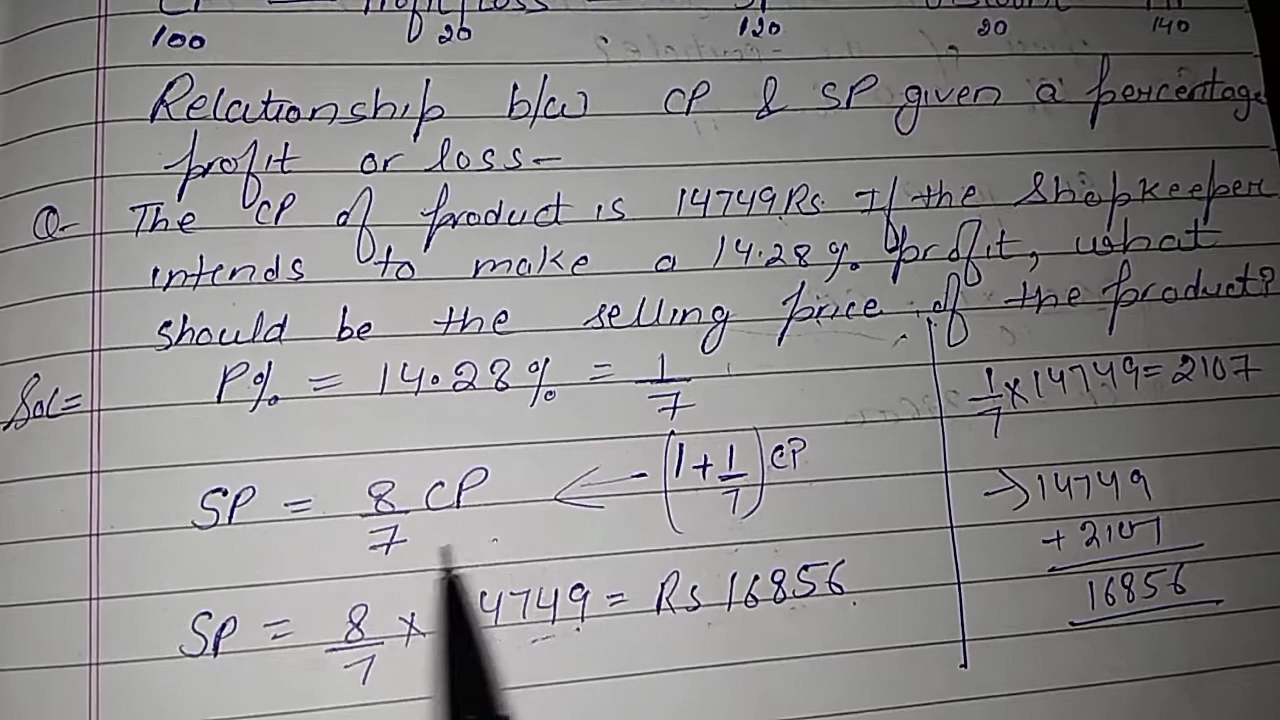 100 20 120 20 140
Relationship b/w CP & SP given a percentage
profit or loss-
Q- The CP of product is 14749Rs. If the Shopkeeper
intends to make a 14.28% profit, what
should be the selling price of the product?
Sol= P% = 14.28% = 1/7
SP = 8/7 CP ← (1+1/7) CP
SP = 8/7 × 4749 = Rs 16856
1/7 × 14749 = 2107
→ 14749
+ 2107
16856